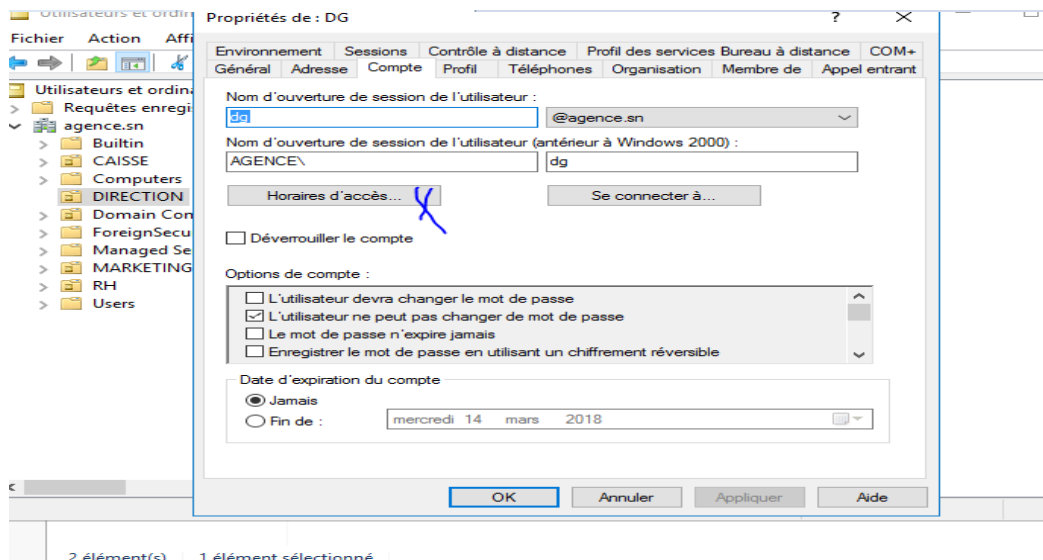 Utilisateurs et ordin
Propriétés de : DG
?
Fichier Action Affi
Environnement Sessions Contrôle à distance Profil des services Bureau à distance COM+
Général Adresse Compte Profil Téléphones Organisation Membre de Appel entrant
Utilisateurs et ordina
Requêtes enregi
agence.sn
Builtin
CAISSE
Computers
DIRECTION
Domain Con
ForeignSecu
Managed Se
MARKETING
RH
Users
Nom d'ouverture de session de l'utilisateur :
dg @agence.sn
Nom d'ouverture de session de l'utilisateur (antérieur à Windows 2000) :
AGENCE\ dg
Horaires d'accès... Se connecter à...
Déverrouiller le compte
Options de compte :
L'utilisateur devra changer le mot de passe
L'utilisateur ne peut pas changer de mot de passe
Le mot de passe n'expire jamais
Enregistrer le mot de passe en utilisant un chiffrement réversible
Date d'expiration du compte
Jamais
Fin de : mercredi 14 mars 2018
OK Annuler Appliquer Aide
2 élément(s) 1 élément sélectionné